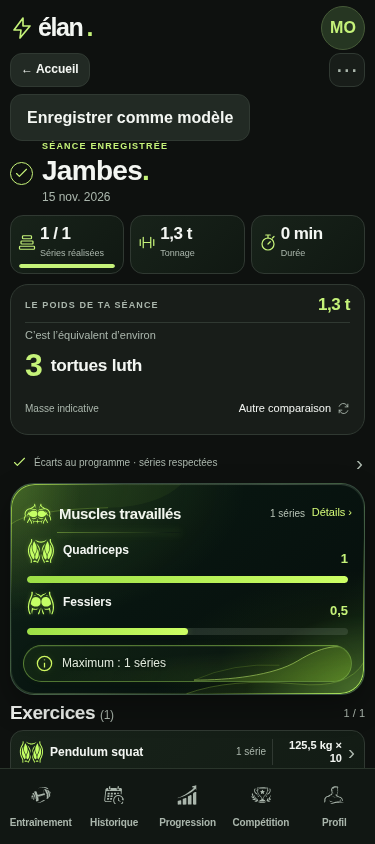 élan.
MO
← Accueil
...
Enregistrer comme modèle
SÉANCE ENREGISTRÉE
Jambes.
15 nov. 2026
1 / 1
Séries réalisées
1,3 t
Tonnage
0 min
Durée
LE POIDS DE TA SÉANCE
1,3 t
C'est l'équivalent d'environ
3 tortues luth
Masse indicative
Autre comparaison
Écarts au programme · séries respectées
›
Muscles travaillés
1 séries
Détails ›
Quadriceps
1
Fessiers
0,5
Maximum : 1 séries
Exercices (1)
1 / 1
Pendulum squat
1 série
125,5 kg ×
10
›
Entraînement
Historique
Progression
Compétition
Profil